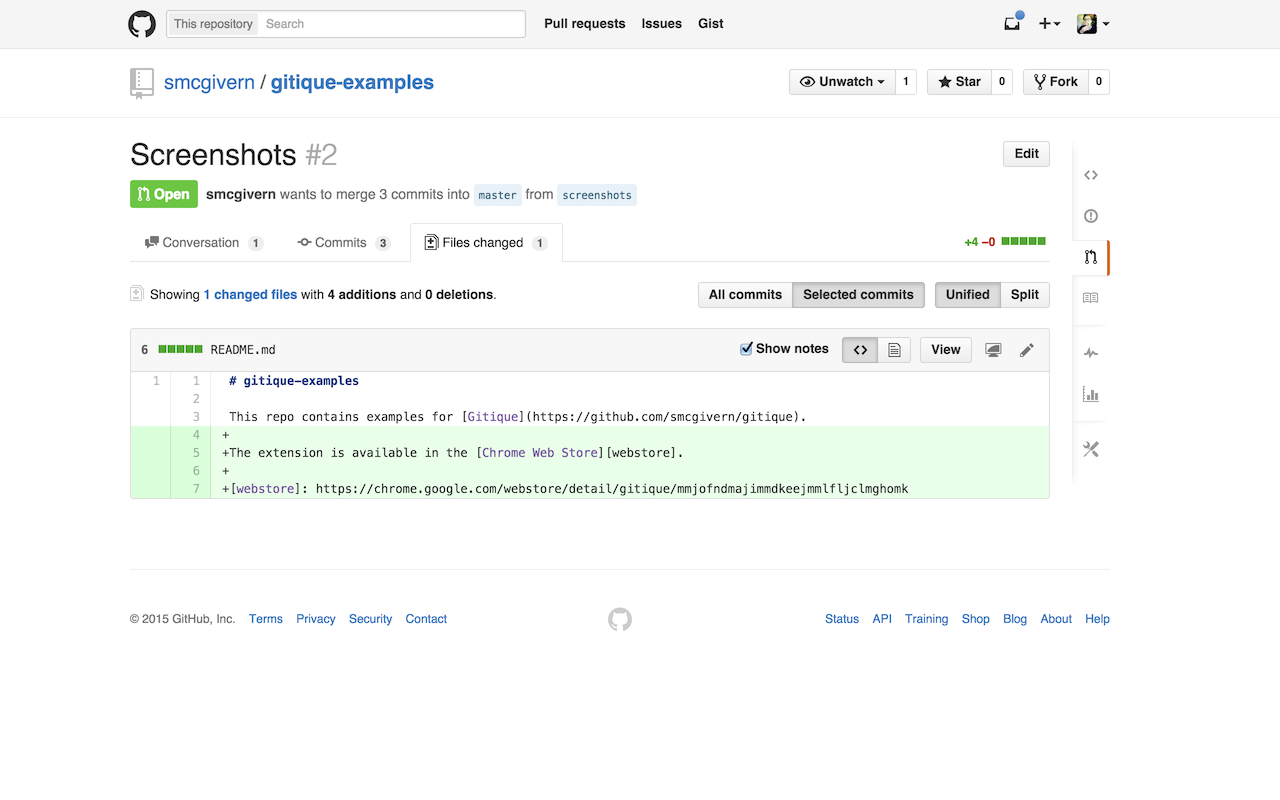 This repository Search Pull requests Issues Gist
smcgivern / gitique-examples Unwatch 1 Star 0 Fork 0
Screenshots #2 Edit
Open smcgivern wants to merge 3 commits into master from screenshots
Conversation 1 Commits 3 Files changed 1 +4 −0
Showing 1 changed files with 4 additions and 0 deletions. All commits Selected commits Unified Split
6 README.md Show notes <> View
1 1 # gitique-examples
2
3 This repo contains examples for [Gitique](https://github.com/smcgivern/gitique).
4 +
5 +The extension is available in the [Chrome Web Store][webstore].
6 +
7 +[webstore]: https://chrome.google.com/webstore/detail/gitique/mmjofndmajimmdkeejmmlfljclmghomk
© 2015 GitHub, Inc. Terms Privacy Security Contact Status API Training Shop Blog About Help